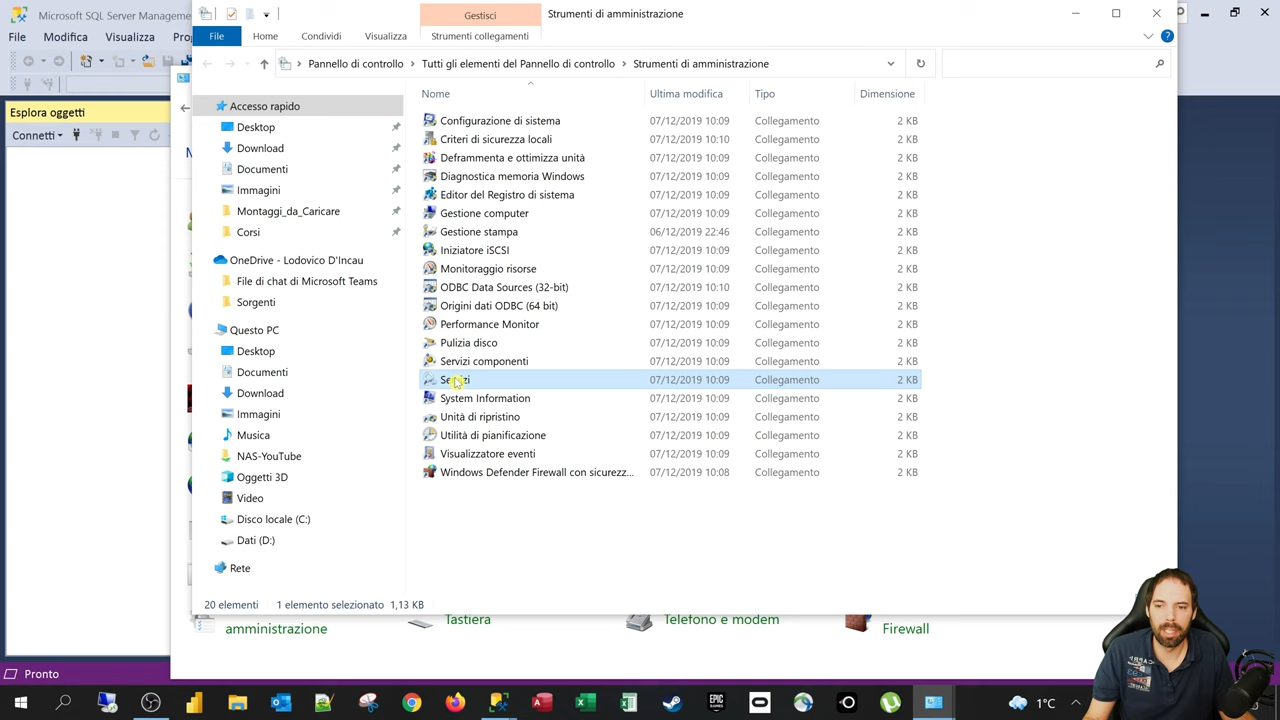 Microsoft SQL Server Manage
Gestisci
Strumenti di amministrazione
File Modifica Visualizza
File Home Condividi Visualizza Strumenti collegamenti
Pannello di controllo > Tutti gli elementi del Pannello di controllo > Strumenti di amministrazione
Esplora oggetti
Connetti
Accesso rapido
Desktop
Download
Documenti
Immagini
Montaggi_da_Caricare
Corsi
OneDrive - Lodovico D'Incau
File di chat di Microsoft Teams
Sorgenti
Questo PC
Desktop
Documenti
Download
Immagini
Musica
NAS-YouTube
Oggetti 3D
Video
Disco locale (C:)
Dati (D:)
Rete
Nome Ultima modifica Tipo Dimensione
Configurazione di sistema 07/12/2019 10:09 Collegamento 2 KB
Criteri di sicurezza locali 07/12/2019 10:10 Collegamento 2 KB
Deframmenta e ottimizza unità 07/12/2019 10:09 Collegamento 2 KB
Diagnostica memoria Windows 07/12/2019 10:09 Collegamento 2 KB
Editor del Registro di sistema 07/12/2019 10:09 Collegamento 2 KB
Gestione computer 07/12/2019 10:09 Collegamento 2 KB
Gestione stampa 06/12/2019 22:46 Collegamento 2 KB
Iniziatore iSCSI 07/12/2019 10:09 Collegamento 2 KB
Monitoraggio risorse 07/12/2019 10:09 Collegamento 2 KB
ODBC Data Sources (32-bit) 07/12/2019 10:10 Collegamento 2 KB
Origini dati ODBC (64 bit) 07/12/2019 10:09 Collegamento 2 KB
Performance Monitor 07/12/2019 10:09 Collegamento 2 KB
Pulizia disco 07/12/2019 10:09 Collegamento 2 KB
Servizi componenti 07/12/2019 10:09 Collegamento 2 KB
Servizi 07/12/2019 10:09 Collegamento 2 KB
System Information 07/12/2019 10:09 Collegamento 2 KB
Unità di ripristino 07/12/2019 10:09 Collegamento 2 KB
Utilità di pianificazione 07/12/2019 10:09 Collegamento 2 KB
Visualizzatore eventi 07/12/2019 10:09 Collegamento 2 KB
Windows Defender Firewall con sicurezz... 07/12/2019 10:08 Collegamento 2 KB
20 elementi 1 elemento selezionato 1,13 KB
amministrazione
Tastiera
Telefono e modem
Firewall
Pronto
EPIC GAMES
1°C